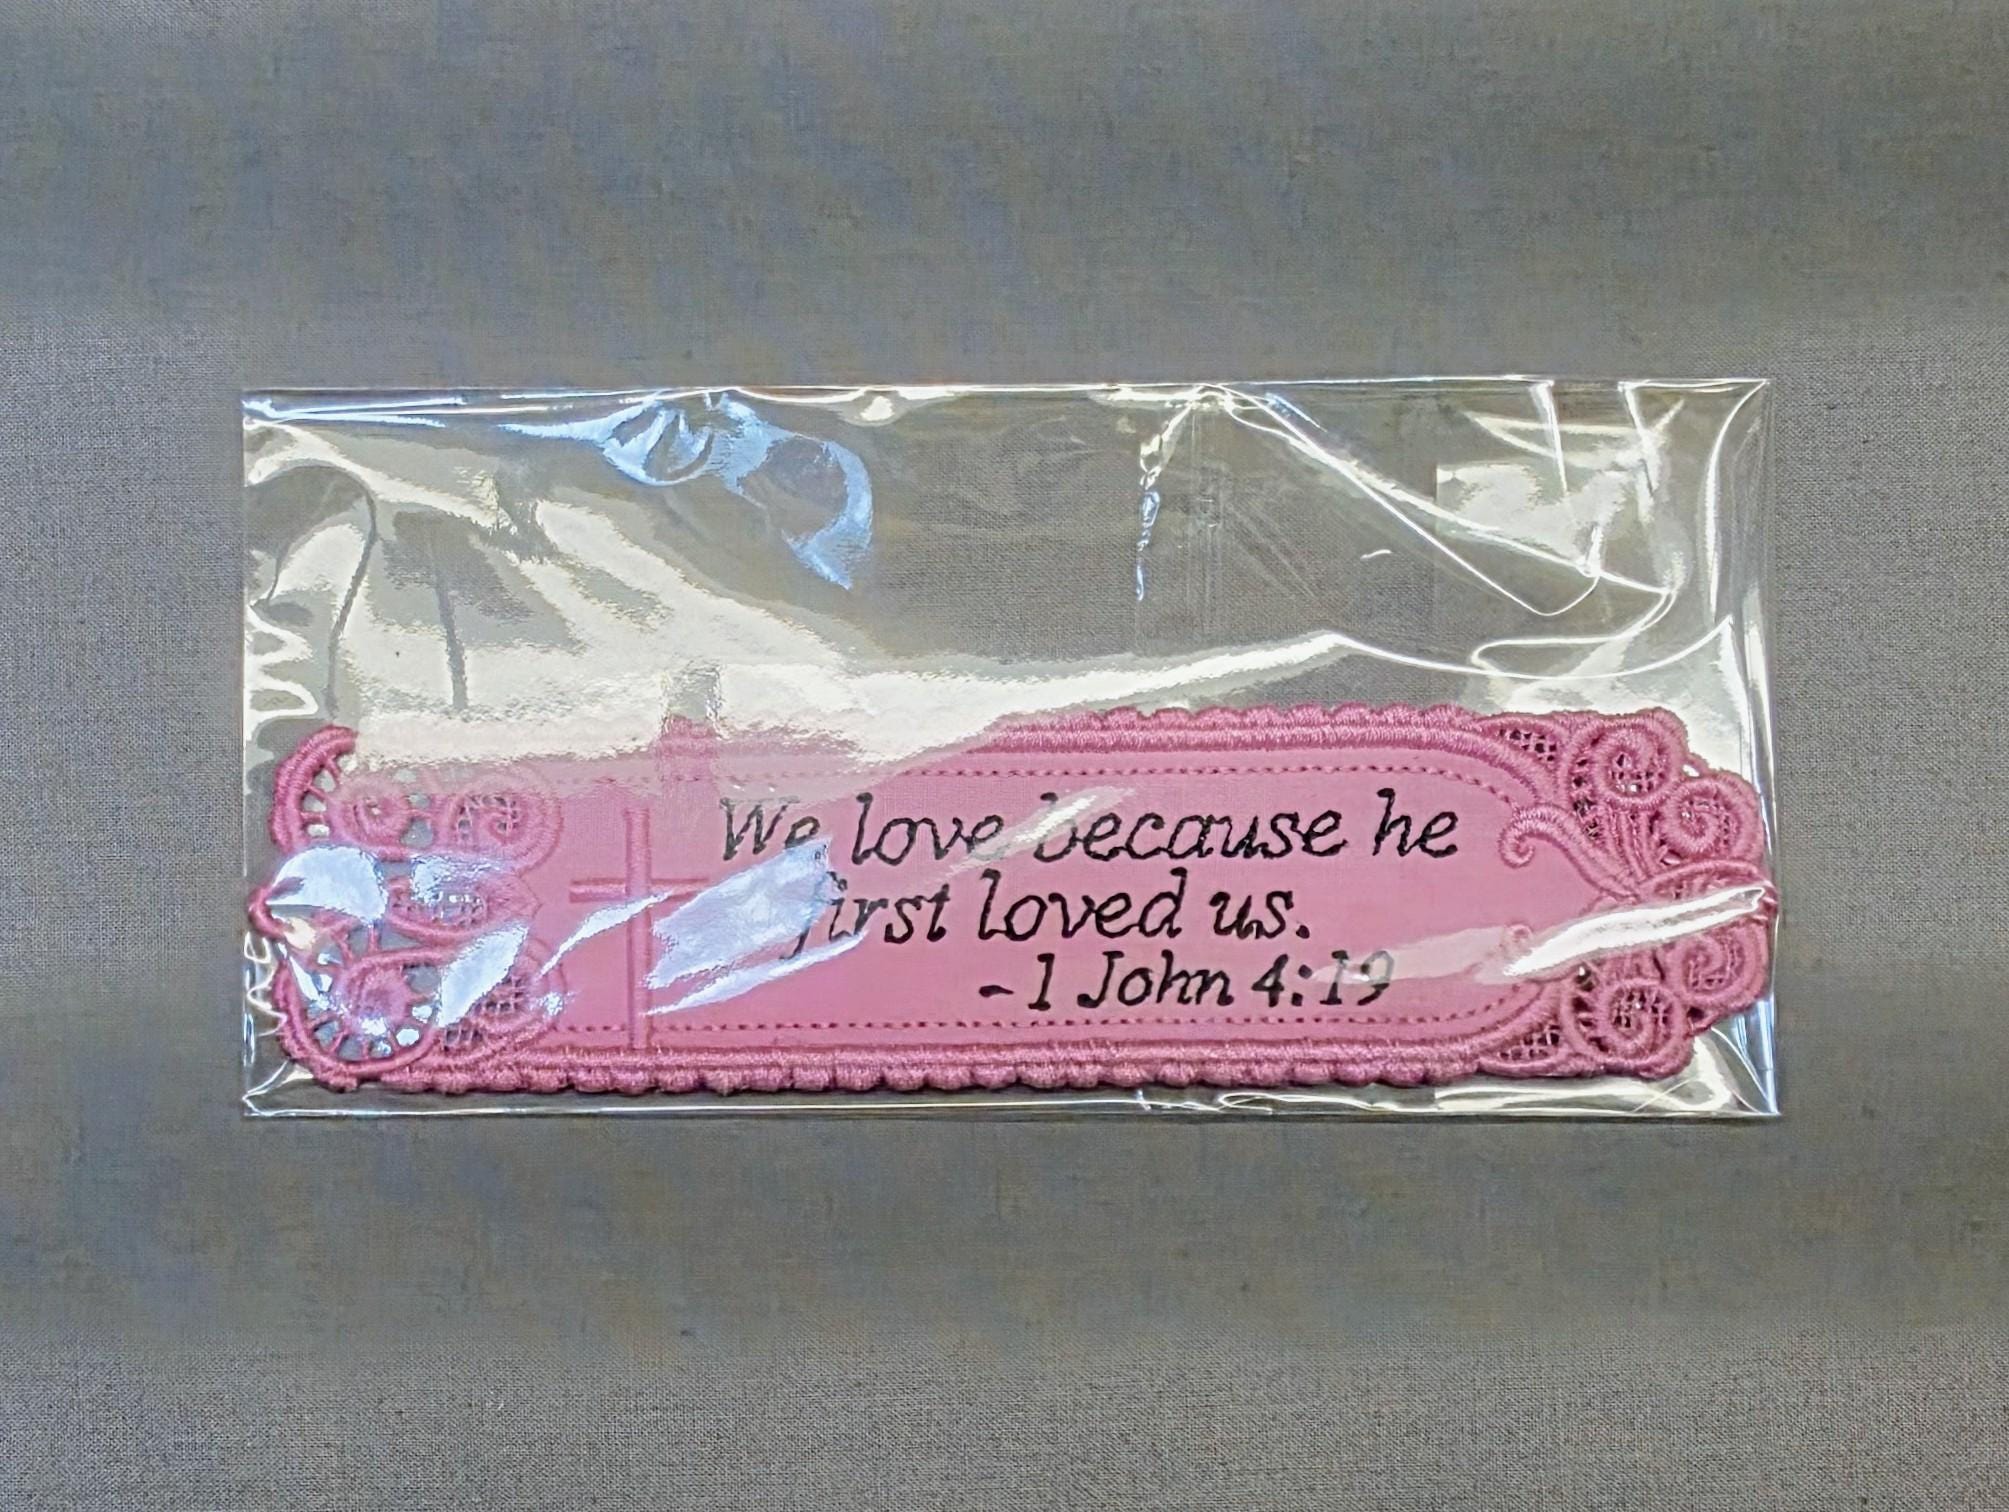 We love because he
first loved us.
- 1 John 4:19